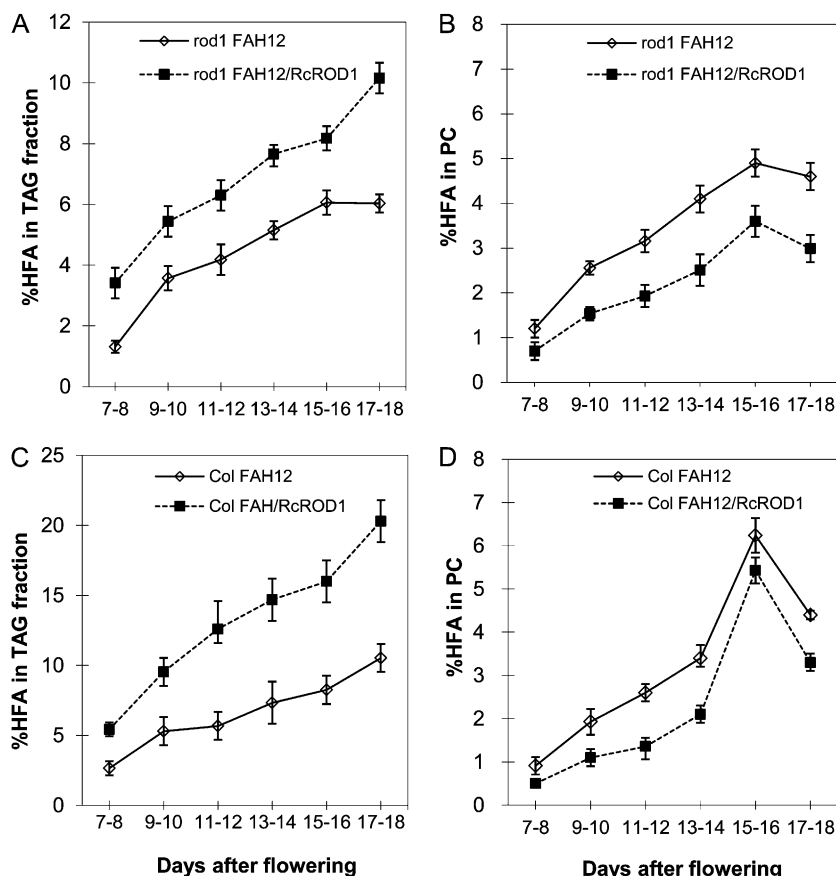 A
rod1 FAH12
rod1 FAH12/RcROD1
%HFA in TAG fraction
12
10
8
6
4
2
0
7-8 9-10 11-12 13-14 15-16 17-18
B
rod1 FAH12
rod1 FAH12/RcROD1
%HFA in PC
8
7
6
5
4
3
2
1
0
7-8 9-10 11-12 13-14 15-16 17-18
C
Col FAH12
Col FAH/RcROD1
%HFA in TAG fraction
25
20
15
10
5
0
7-8 9-10 11-12 13-14 15-16 17-18
Days after flowering
D
Col FAH12
Col FAH12/RcROD1
%HFA in PC
8
7
6
5
4
3
2
1
0
7-8 9-10 11-12 13-14 15-16 17-18
Days after flowering